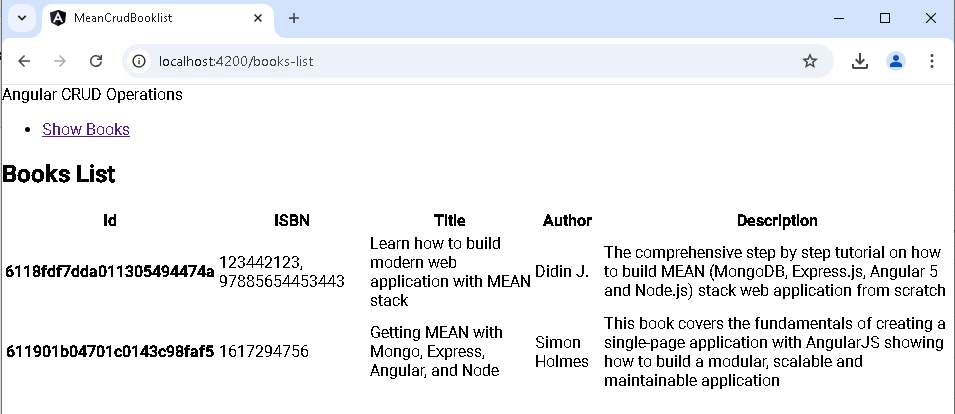 MeanCrudBooklist
localhost:4200/books-list
Angular CRUD Operations
Show Books
Books List
Id ISBN Title Author Description
6118fdf7dda011305494474a 123442123, 97885654453443 Learn how to build modern web application with MEAN stack Didin J. The comprehensive step by step tutorial on how to build MEAN (MongoDB, Express.js, Angular 5 and Node.js) stack web application from scratch
611901b04701c0143c98faf5 1617294756 Getting MEAN with Mongo, Express, Angular, and Node Simon Holmes This book covers the fundamentals of creating a single-page application with AngularJS showing how to build a modular, scalable and maintainable application